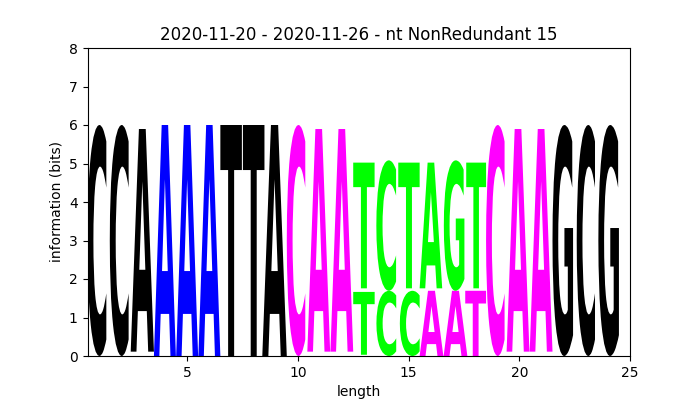 2020-11-20 - 2020-11-26 - nt NonRedundant 15
8
7
6
5
4
3
2
1
0
information (bits)
CCAAAATTACAATCTAGTCAAGCG
TCCAAT
5 10 15 20 25
length